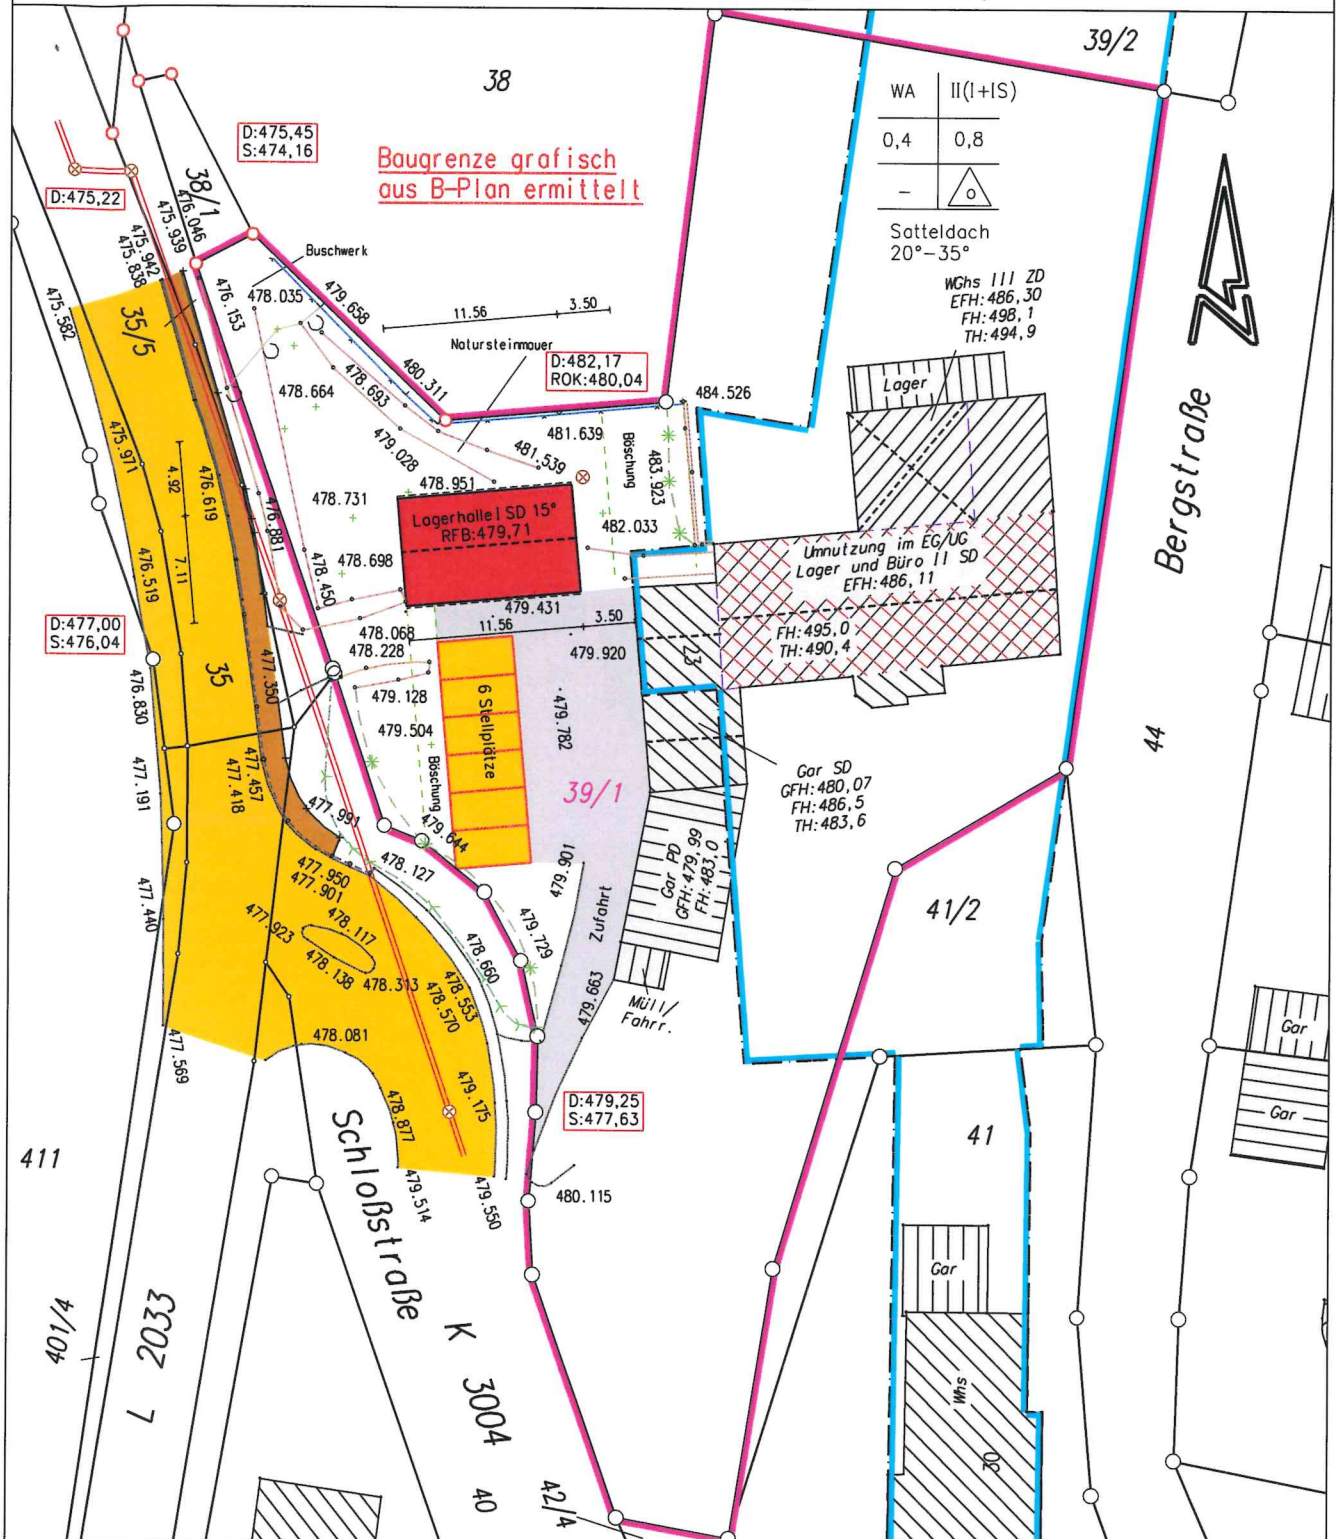 39/2
38
WA II(I+IS)
0,4 0,8
- o
Satteldach
20°-35°
D:475,45
S:474,16
Baugrenze grafisch
aus B-Plan ermittelt
D:475,22
38/1
476.046
475.939
475.942
475.838
Buschwerk
475.582
35/5
476.153
478.035
479.658
11.56
3.50
WGhs III ZD
EFH:486,30
FH:498,1
TH:494,9
Natursteinmauer
D:482,17
ROK:480,04
480.311
478.693
478.664
484.526
Lager
Bergstraße
475.971
4.92
476.619
479.028
481.639
481.539
Böschung
483.923
478.951
478.731
476.881
Lagerhalle I SD 15°
RFB:479,71
482.033
476.519
7.11
478.698
478.450
Umnutzung im EG/UG
Lager und Büro II SD
EFH:486,11
479.431
D:477,00
S:476,04
478.068
11.56
3.50
FH:495,0
TH:490,4
478.228
479.920
23
35
477.350
476.830
479.128
6 Stellplätze
479.782
479.504
Böschung
44
477.191
477.457
477.418
39/1
Gar SD
GFH:480,07
FH:486,5
TH:483,6
477.991
479.644
Gar PD
GFH:479,99
FH:483,0
478.127
477.950
477.901
479.901
477.440
477.923
478.117
478.138
478.313
Zufahrt
479.729
41/2
478.660
478.553
478.570
479.663
Müll/
Fahrr.
Gar
477.569
478.081
479.175
478.877
D:479,25
S:477,63
Gar
411
41
Schloßstraße
479.514
479.550
480.115
Gar
401/4
L 2033
K 3004
Whs
30
40
42/4